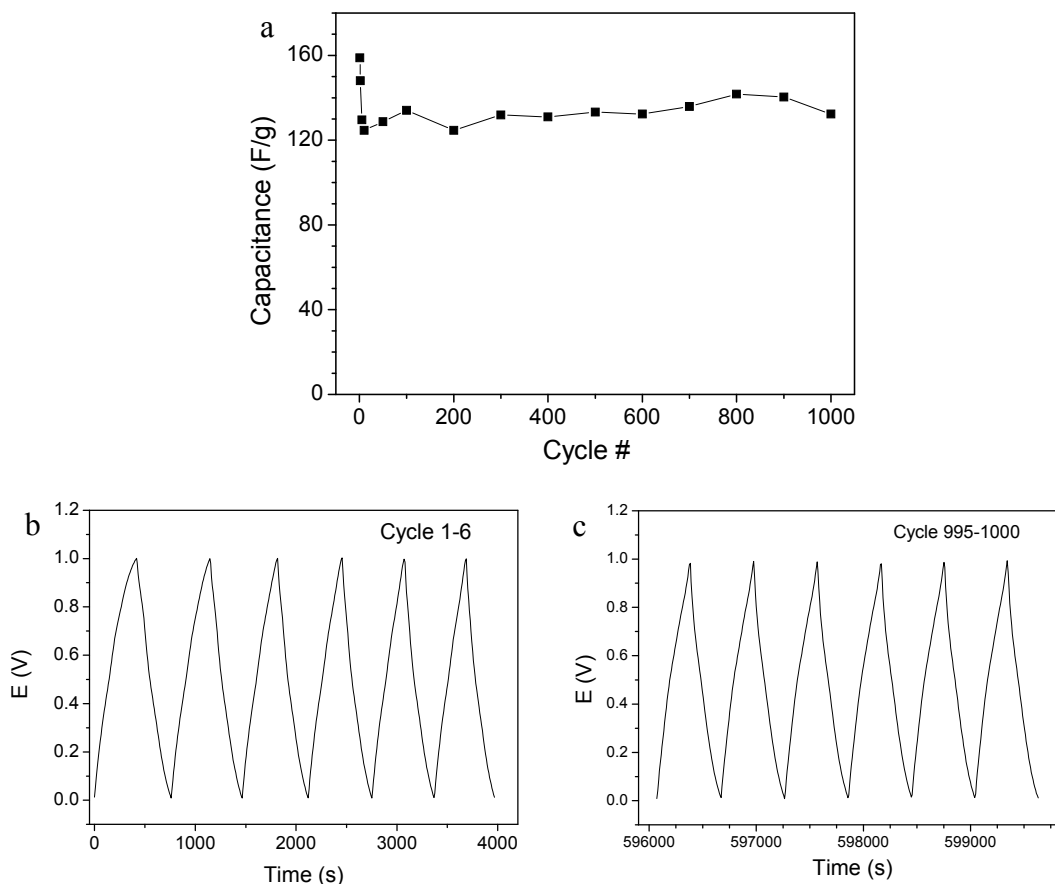 a
Capacitance (F/g)
160
120
80
40
0
0 200 400 600 800 1000
Cycle #
b
E (V)
1.2
1.0
0.8
0.6
0.4
0.2
0.0
Cycle 1-6
0 1000 2000 3000 4000
Time (s)
c
E (V)
1.2
1.0
0.8
0.6
0.4
0.2
0.0
Cycle 995-1000
596000 597000 598000 599000
Time (s)